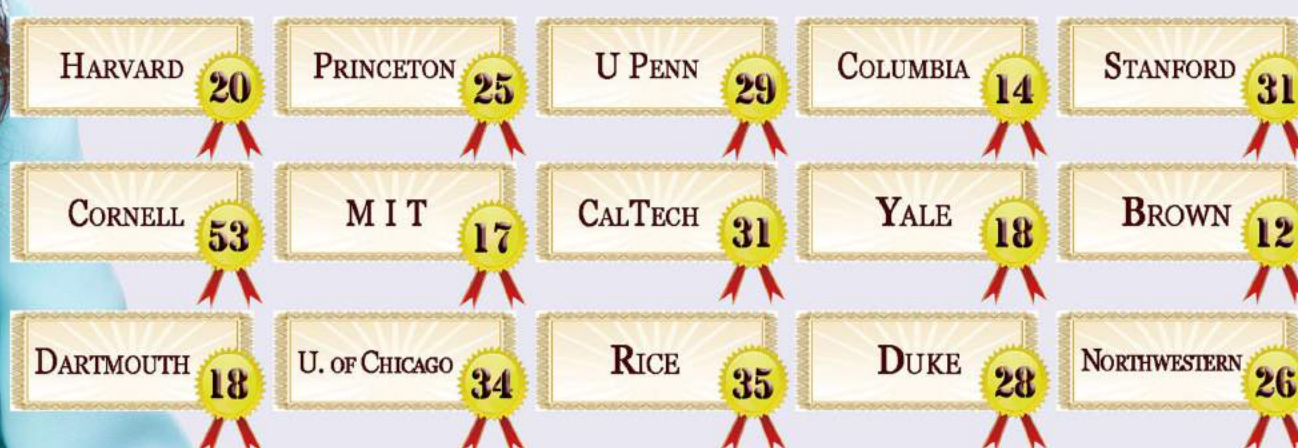 HARVARD 20 PRINCETON 25 U PENN 29 COLUMBIA 14 STANFORD 31
CORNELL 53 M I T 17 CALTECH 31 YALE 18 BROWN 12
DARTMOUTH 18 U. OF CHICAGO 34 RICE 35 DUKE 28 NORTHWESTERN 26